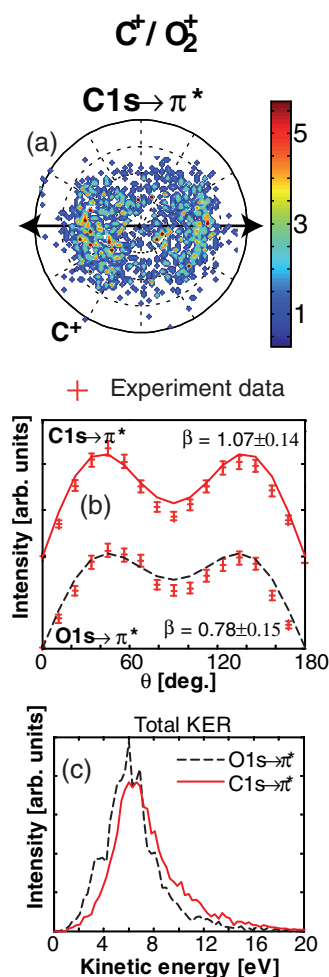 C⁺/O₂⁺
C1s→π*
(a)
5
3
1
C⁺
Experiment data
C1s→π*
β = 1.07±0.14
(b)
Intensity [arb. units]
O1s→π*
β = 0.78±0.15
0 60 120 180
θ [deg.]
Total KER
(c)
O1s→π*
C1s→π*
Intensity [arb. units]
0 4 8 12 16 20
Kinetic energy [eV]